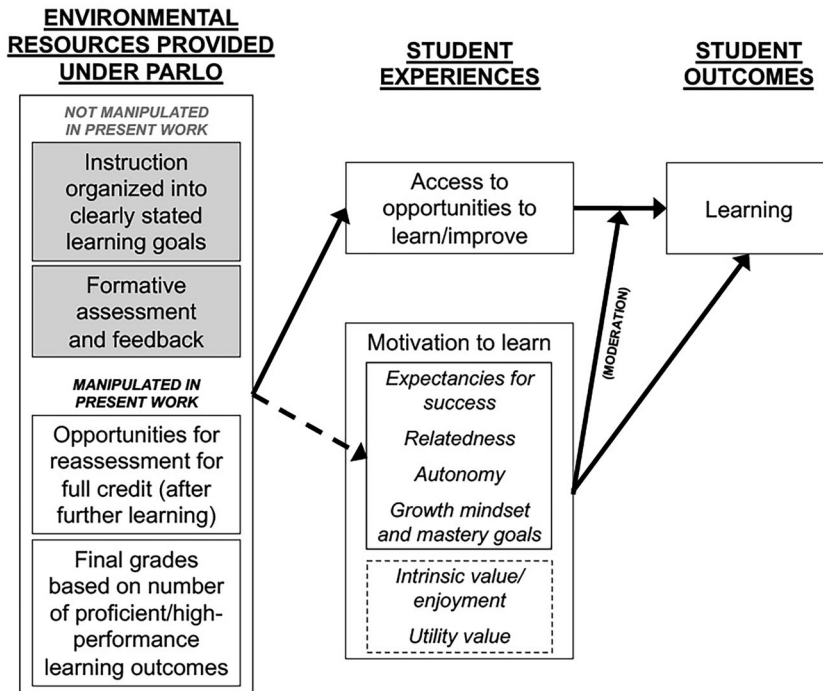 ENVIRONMENTAL
RESOURCES PROVIDED
UNDER PARLO
NOT MANIPULATED
IN PRESENT WORK
Instruction
organized into
clearly stated
learning goals
Formative
assessment
and feedback
MANIPULATED IN
PRESENT WORK
Opportunities for
reassessment for
full credit (after
further learning)
Final grades
based on number
of proficient/high-
performance
learning outcomes
STUDENT
EXPERIENCES
Access to
opportunities to
learn/improve
Motivation to learn
Expectancies for
success
Relatedness
Autonomy
Growth mindset
and mastery goals
Intrinsic value/
enjoyment
Utility value
(MODERATION)
STUDENT
OUTCOMES
Learning